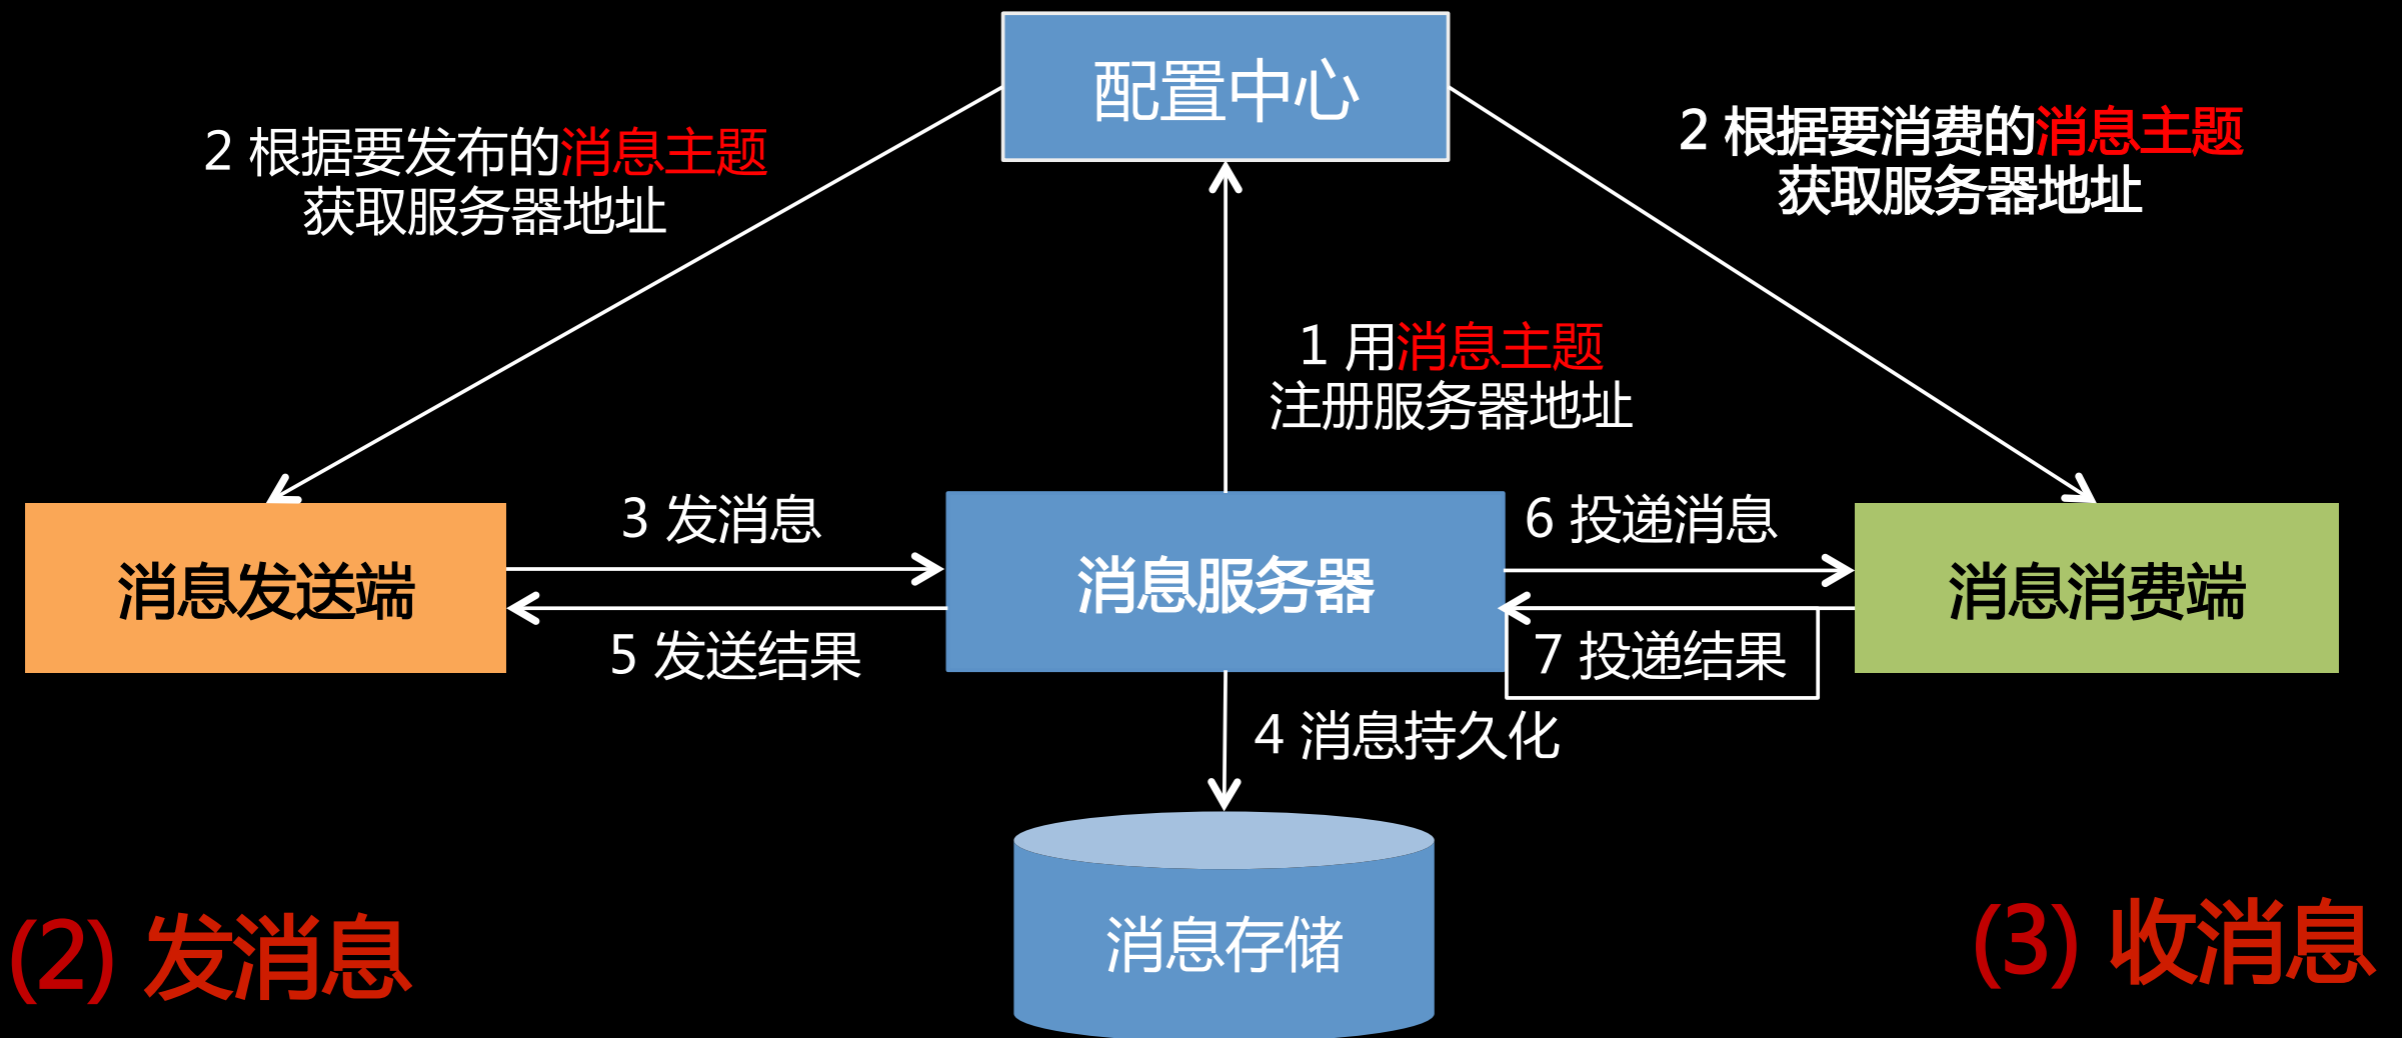 配置中心
2 根据要发布的消息主题
获取服务器地址
2 根据要消费的消息主题
获取服务器地址
1 用消息主题
注册服务器地址
3 发消息
6 投递消息
消息发送端
消息服务器
消息消费端
5 发送结果
7 投递结果
4 消息持久化
消息存储
(2) 发消息
(3) 收消息